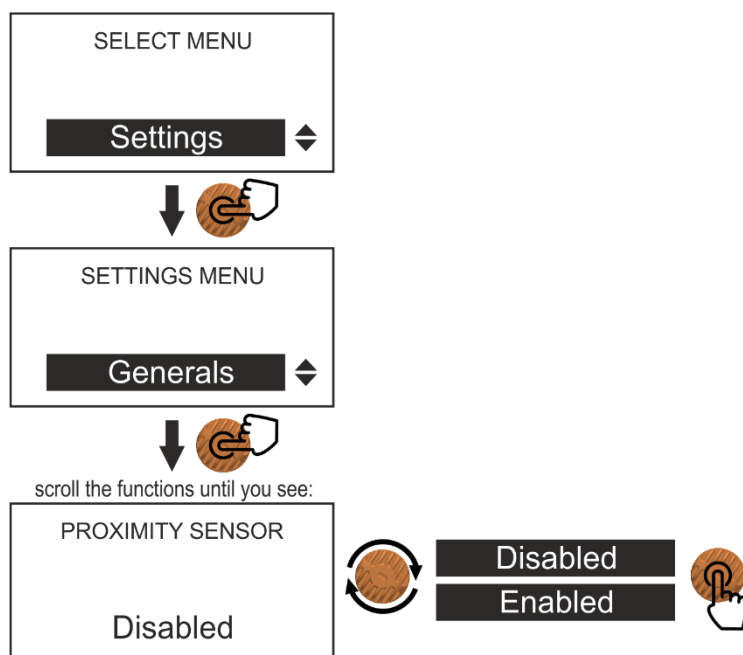 SELECT MENU
Settings
SETTINGS MENU
Generals
scroll the functions until you see:
PROXIMITY SENSOR
Disabled
Disabled
Enabled